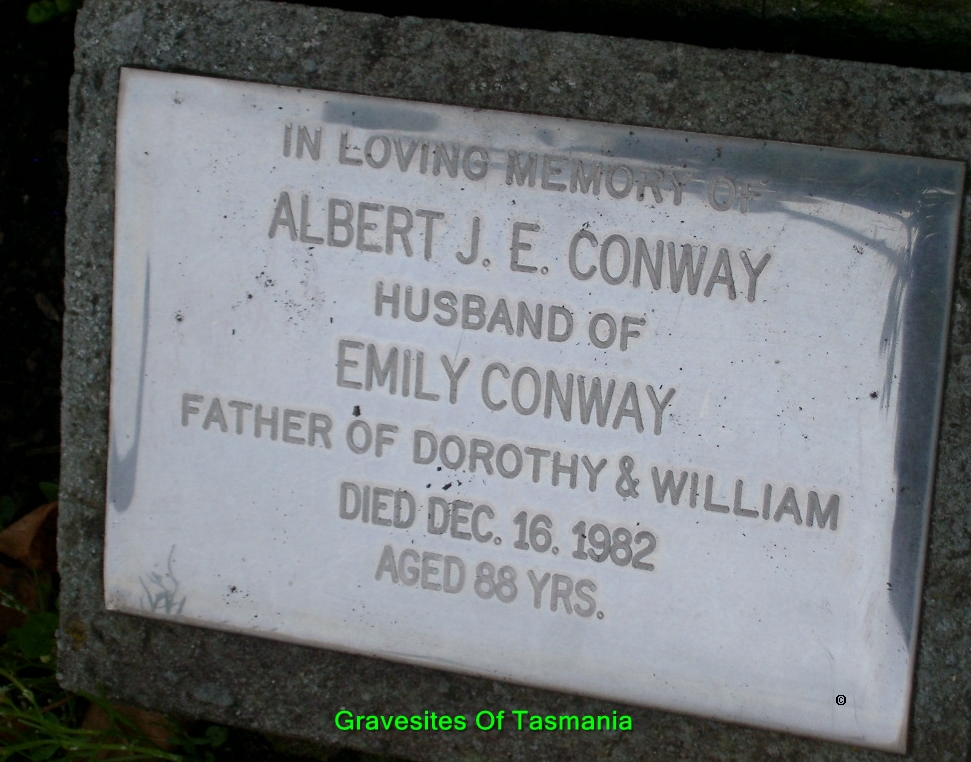 IN LOVING MEMORY OF
ALBERT J. E. CONWAY
HUSBAND OF
EMILY CONWAY
FATHER OF DOROTHY & WILLIAM
DIED DEC. 16. 1982
AGED 88 YRS.
©
Gravesites Of Tasmania